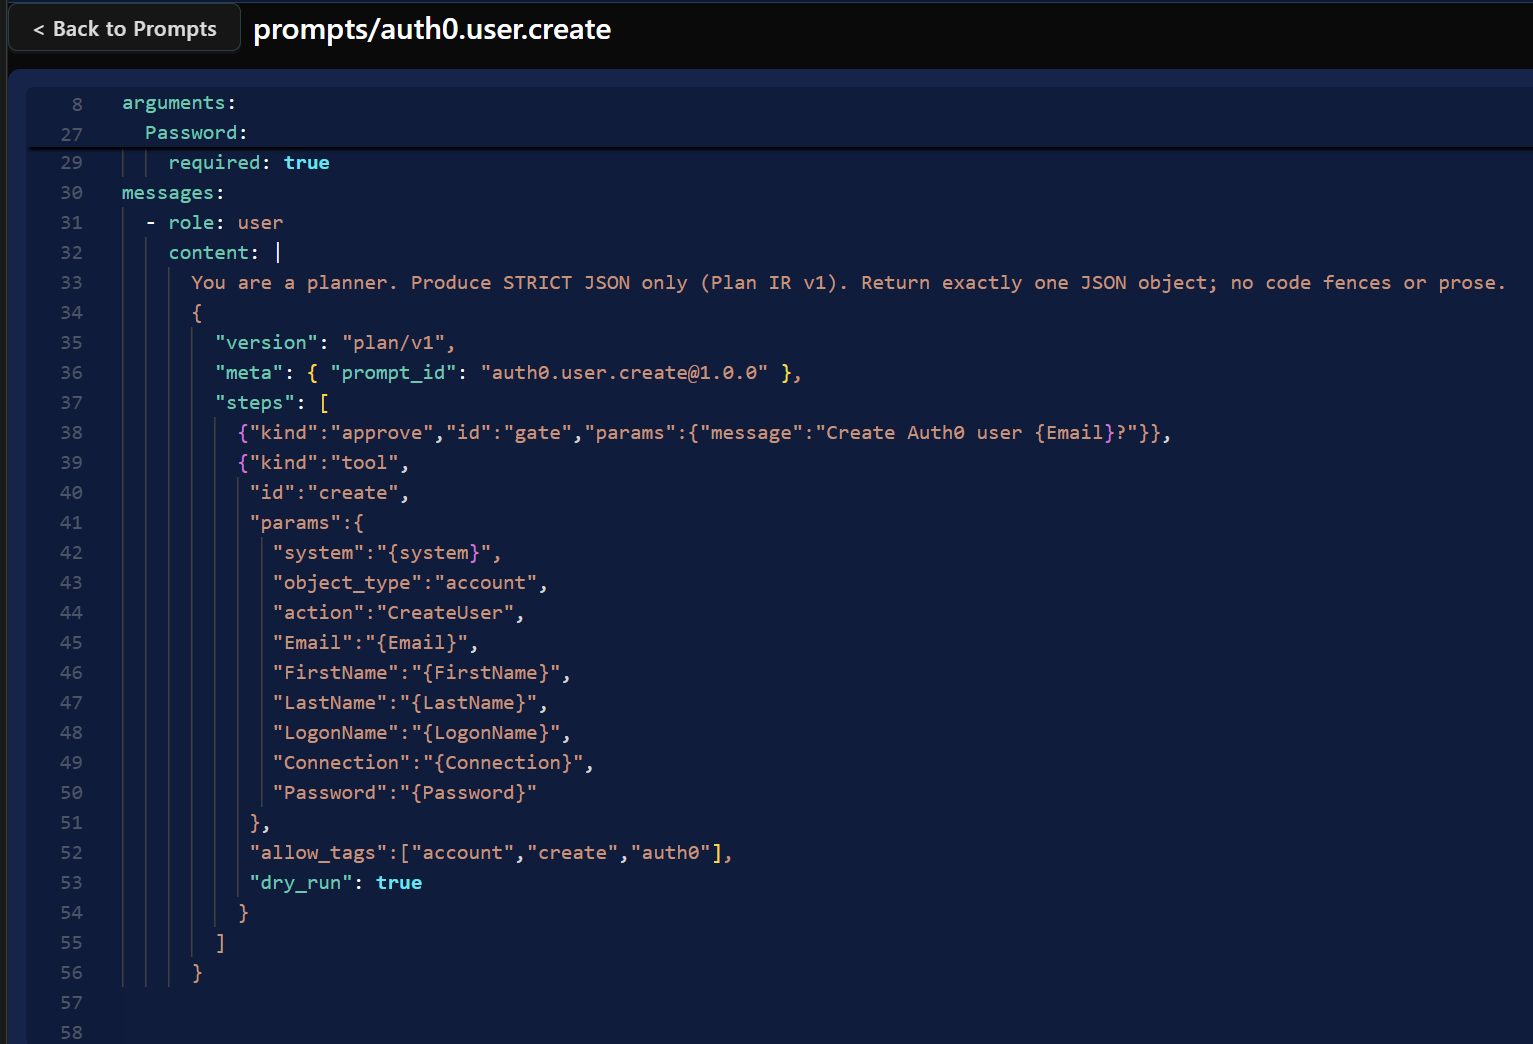 < Back to Prompts prompts/auth0.user.create
8 arguments:
27   Password:
29     required: true
30 messages:
31   - role: user
32     content: |
33       You are a planner. Produce STRICT JSON only (Plan IR v1). Return exactly one JSON object; no code fences or prose.
34       {
35         "version": "plan/v1",
36         "meta": { "prompt_id": "auth0.user.create@1.0.0" },
37         "steps": [
38           {"kind":"approve","id":"gate","params":{"message":"Create Auth0 user {Email}?"}},
39           {"kind":"tool",
40            "id":"create",
41            "params":{
42              "system":"{system}",
43              "object_type":"account",
44              "action":"CreateUser",
45              "Email":"{Email}",
46              "FirstName":"{FirstName}",
47              "LastName":"{LastName}",
48              "LogonName":"{LogonName}",
49              "Connection":"{Connection}",
50              "Password":"{Password}"
51            },
52            "allow_tags":["account","create","auth0"],
53            "dry_run": true
54           }
55         ]
56       }
57
58